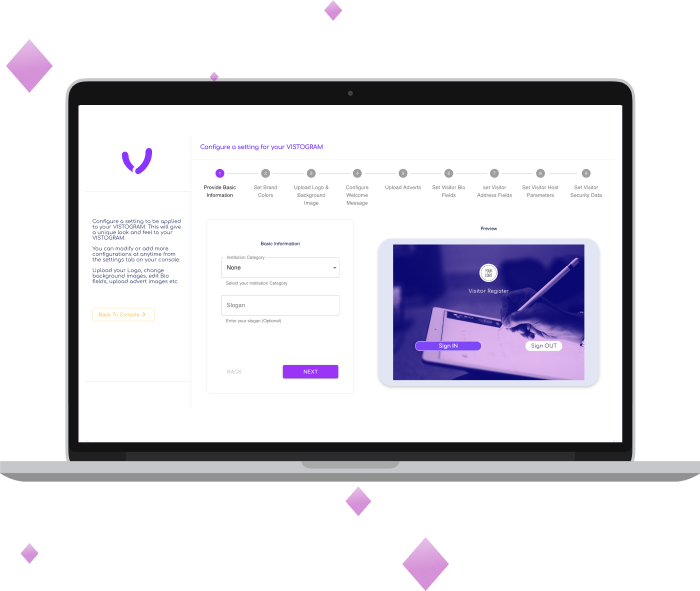 Configure a setting for your VISTOGRAM
1 2 3 4 5 6 7 8 9
Provide Basic
Information
Set Brand
Colors
Upload Logo &
Background
Image
Configure
Welcome
Message
Upload Adverts
Set Visitor Bio
Fields
set Visitor
Address Fields
Set Visitor Host
Parameters
Set Visitor
Security Data
Configure a setting to be applied
to your VISTOGRAM. This will give
a unique look and feel to your
VISTOGRAM.
You can modify or add more
configurations at anytime from
the settings tab on your console.
Upload your Logo, change
background images, edit Bio
fields, upload advert images etc.
Back To Console
Basic Information
Institution Category
None
Select your Institution Category
Slogan
Enter your slogan (Optional)
BACK
NEXT
Preview
YOUR
LOGO
Visitor Register
Sign IN
Sign OUT